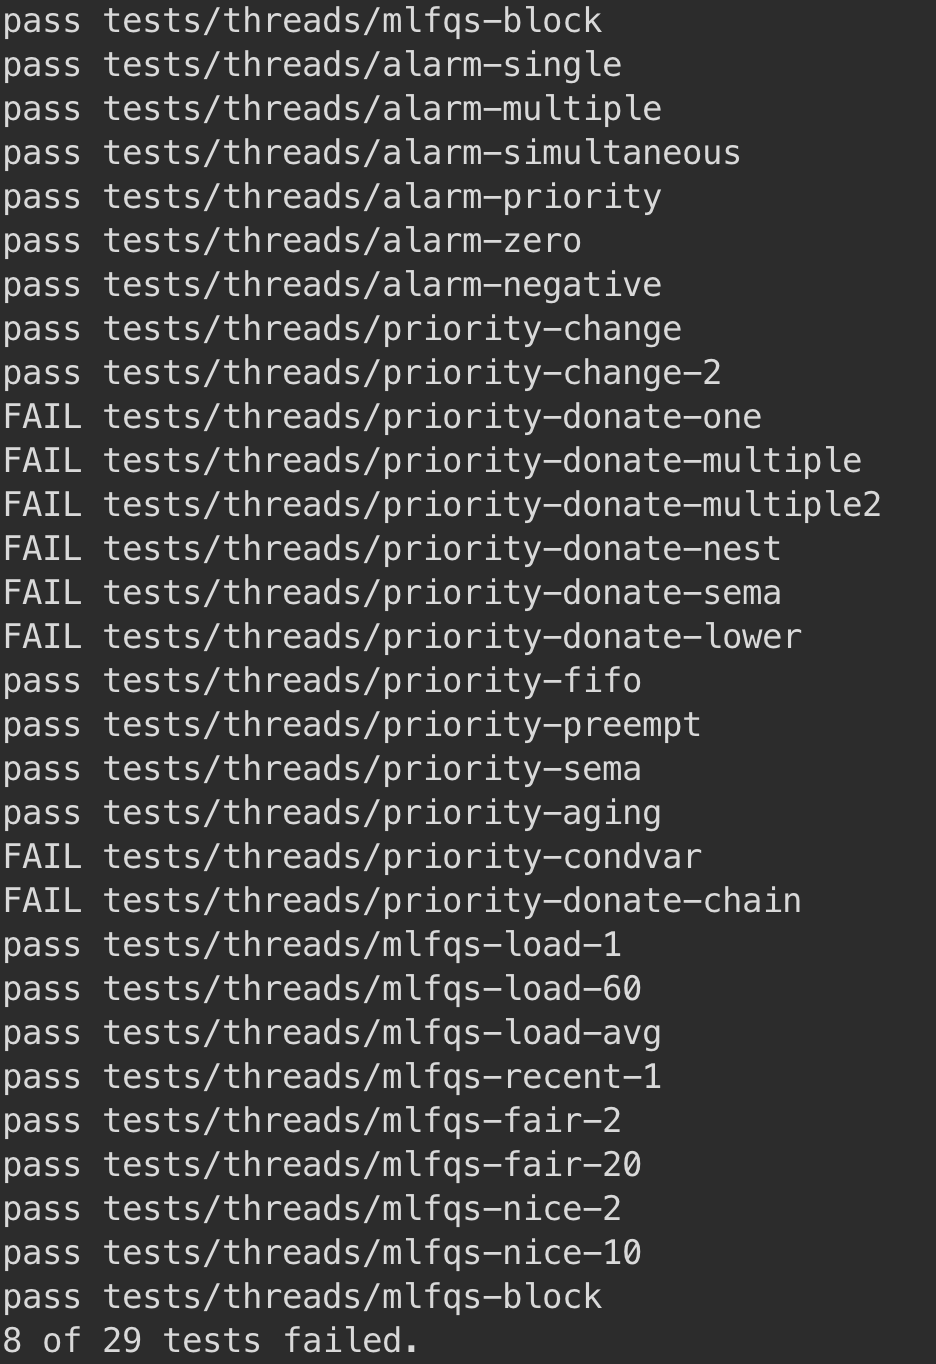 pass tests/threads/mlfqs-block
pass tests/threads/alarm-single
pass tests/threads/alarm-multiple
pass tests/threads/alarm-simultaneous
pass tests/threads/alarm-priority
pass tests/threads/alarm-zero
pass tests/threads/alarm-negative
pass tests/threads/priority-change
pass tests/threads/priority-change-2
FAIL tests/threads/priority-donate-one
FAIL tests/threads/priority-donate-multiple
FAIL tests/threads/priority-donate-multiple2
FAIL tests/threads/priority-donate-nest
FAIL tests/threads/priority-donate-sema
FAIL tests/threads/priority-donate-lower
pass tests/threads/priority-fifo
pass tests/threads/priority-preempt
pass tests/threads/priority-sema
pass tests/threads/priority-aging
FAIL tests/threads/priority-condvar
FAIL tests/threads/priority-donate-chain
pass tests/threads/mlfqs-load-1
pass tests/threads/mlfqs-load-60
pass tests/threads/mlfqs-load-avg
pass tests/threads/mlfqs-recent-1
pass tests/threads/mlfqs-fair-2
pass tests/threads/mlfqs-fair-20
pass tests/threads/mlfqs-nice-2
pass tests/threads/mlfqs-nice-10
pass tests/threads/mlfqs-block
8 of 29 tests failed.